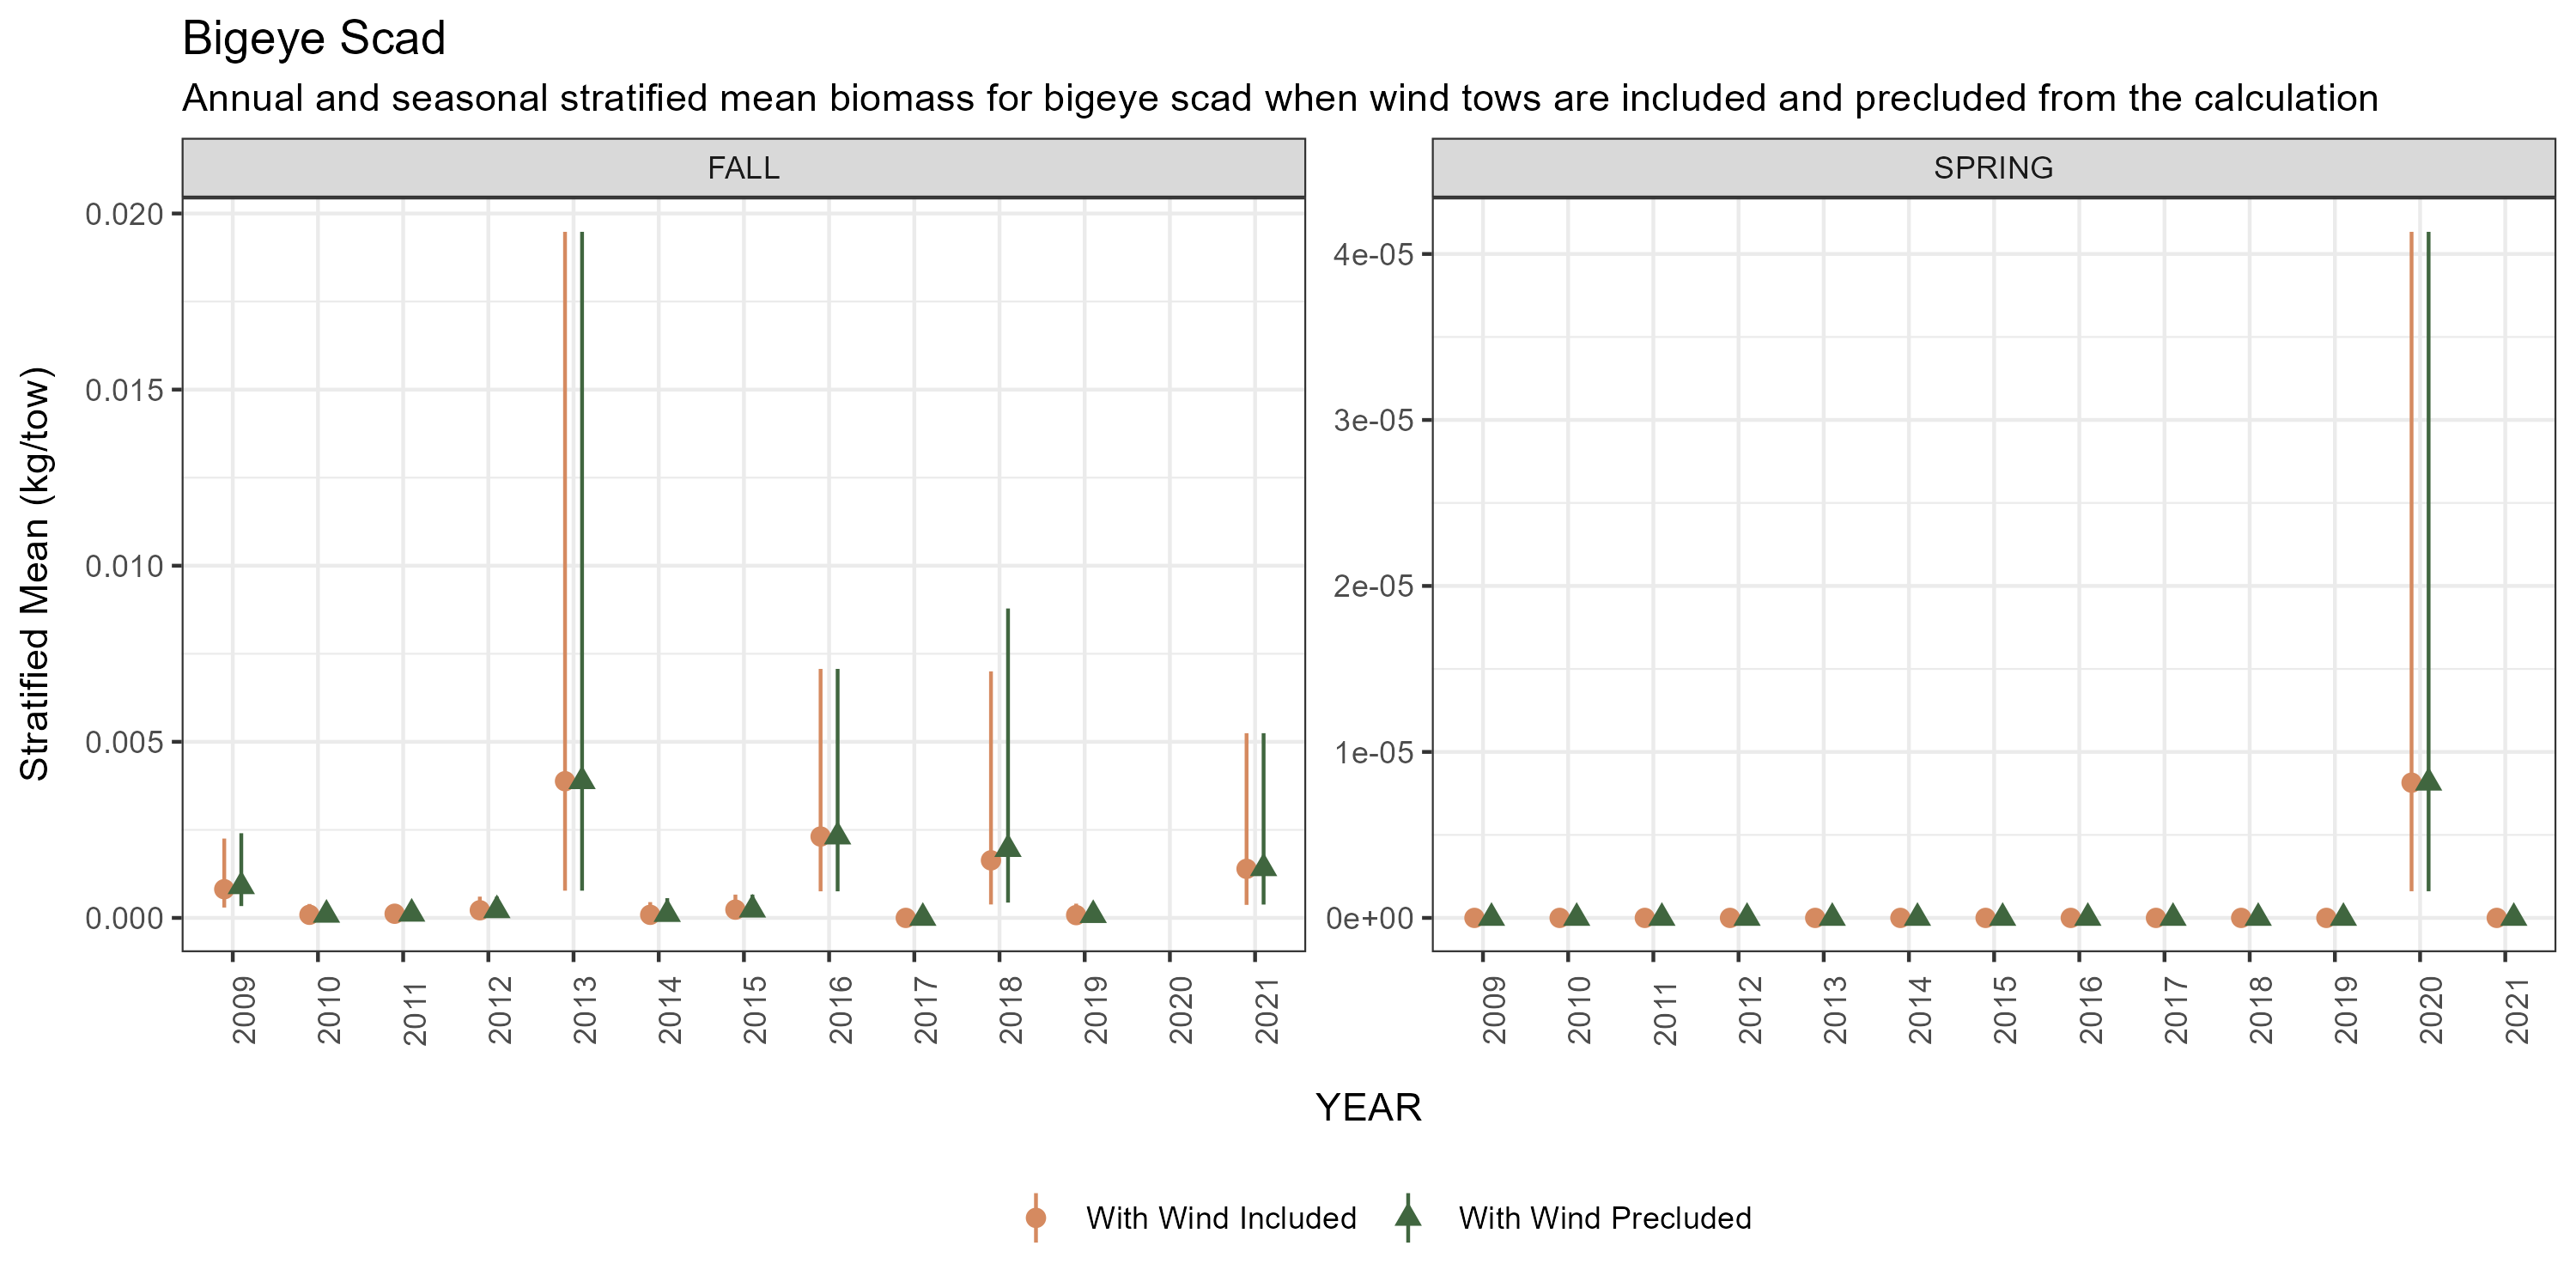 Bigeye Scad
Annual and seasonal stratified mean biomass for bigeye scad when wind tows are included and precluded from the calculation
FALL
SPRING
Stratified Mean (kg/tow)
0.020
0.015
0.010
0.005
0.000
4e-05
3e-05
2e-05
1e-05
0e+00
2009 2010 2011 2012 2013 2014 2015 2016 2017 2018 2019 2020 2021
2009 2010 2011 2012 2013 2014 2015 2016 2017 2018 2019 2020 2021
YEAR
With Wind Included With Wind Precluded